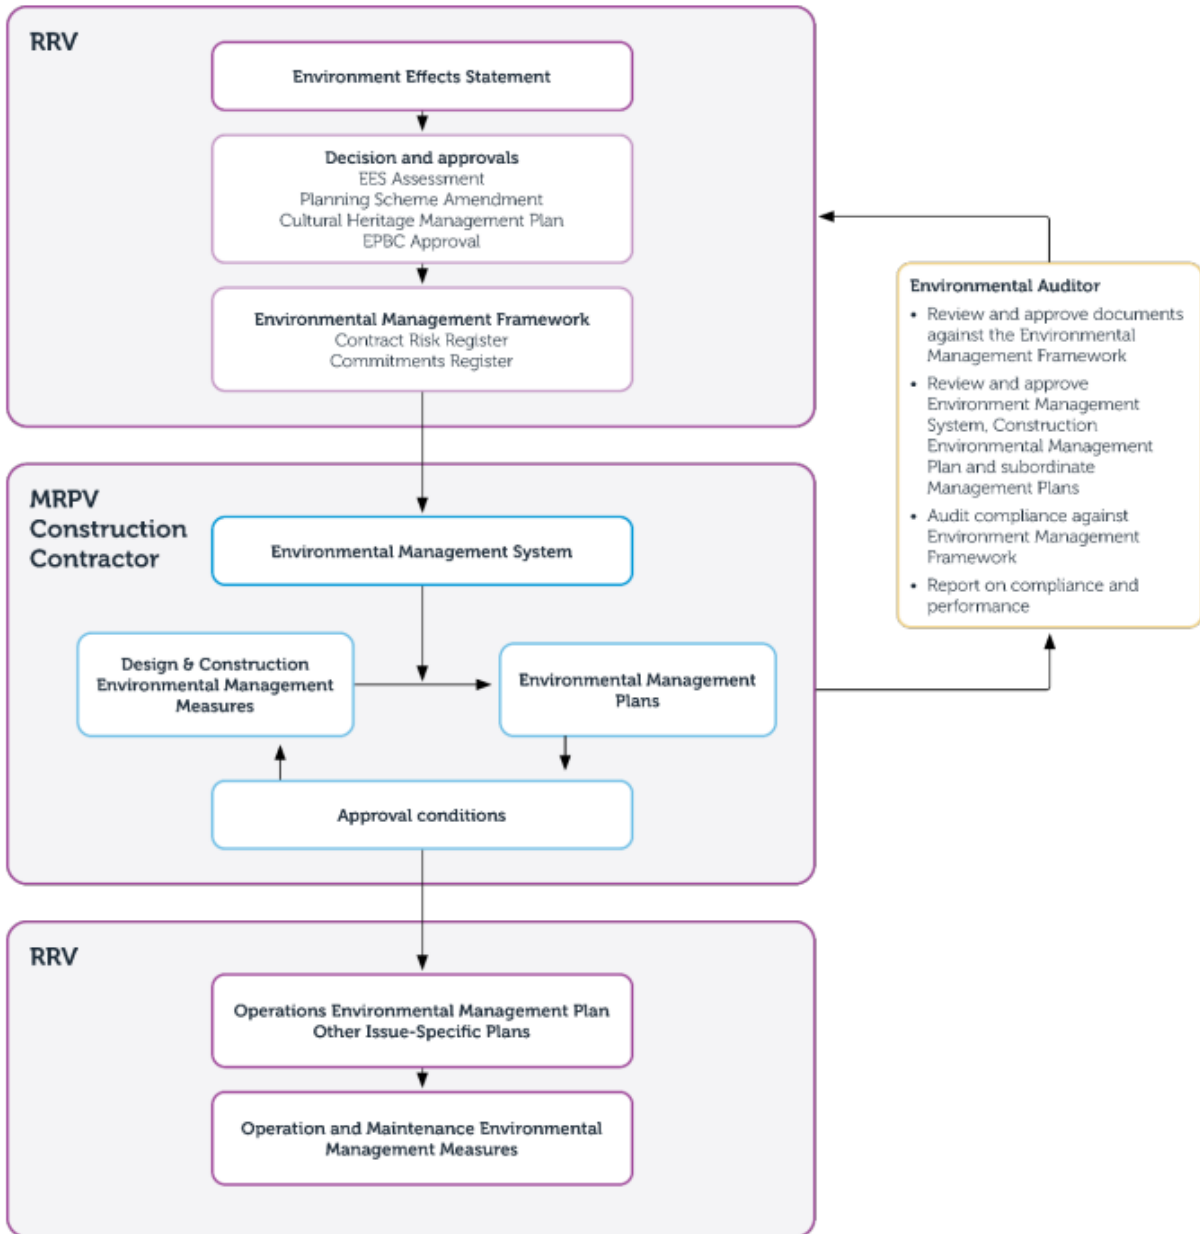 RRV
Environment Effects Statement
Decision and approvals
EES Assessment
Planning Scheme Amendment
Cultural Heritage Management Plan
EPBC Approval
Environmental Management Framework
Contract Risk Register
Commitments Register
Environmental Auditor
• Review and approve documents
against the Environmental
Management Framework
• Review and approve
Environment Management
System, Construction
Environmental Management
Plan and subordinate
Management Plans
• Audit compliance against
Environment Management
Framework
• Report on compliance and
performance
MRPV
Construction
Contractor
Environmental Management System
Design & Construction
Environmental Management
Measures
Environmental Management
Plans
Approval conditions
RRV
Operations Environmental Management Plan
Other Issue-Specific Plans
Operation and Maintenance Environmental
Management Measures